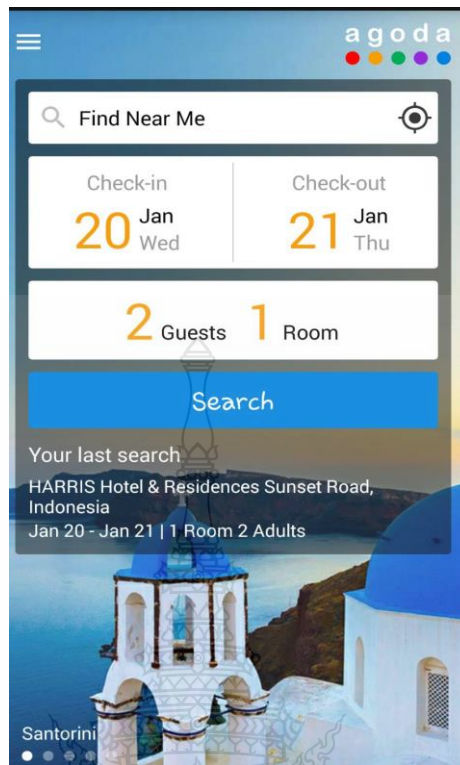 agoda
Find Near Me
Check-in
Check-out
20 Jan Wed
21 Jan Thu
2 Guests 1 Room
Search
Your last search
HARRIS Hotel & Residences Sunset Road,
Indonesia
Jan 20 - Jan 21 | 1 Room 2 Adults
Santorini